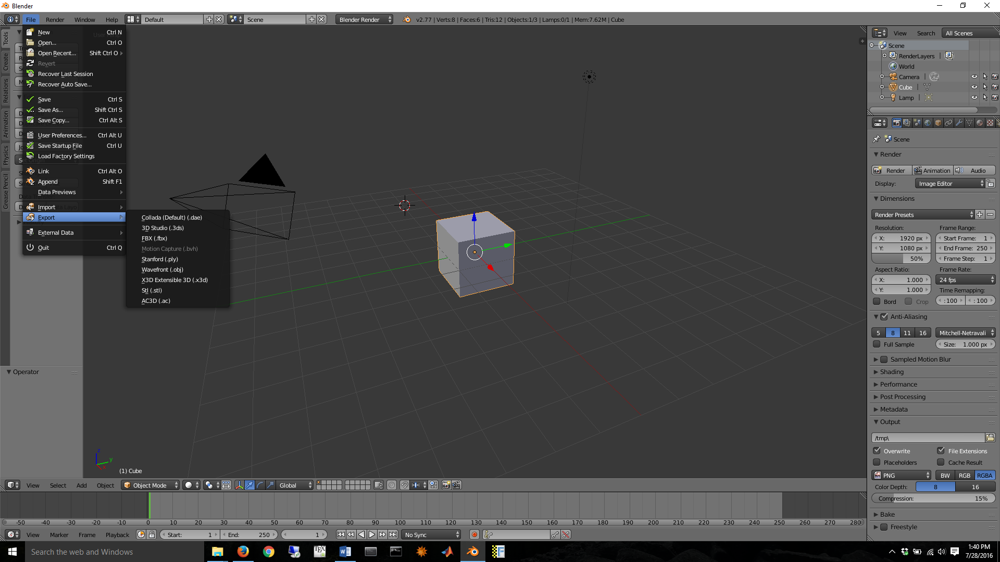 Blender
File Render Window Help Default Scene Blender Render v2.77 | Verts:8 | Faces:6 | Tris:12 | Objects:1/3 | Lamps:0/1 | Mem:7.62M | Cube
New Ctrl N
Open... Ctrl O
Open Recent... Shift Ctrl O
Revert
Recover Last Session
Recover Auto Save...
Save Ctrl S
Save As... Shift Ctrl S
Save Copy... Ctrl Alt S
User Preferences... Ctrl Alt U
Save Startup File Ctrl U
Load Factory Settings
Link Ctrl Alt O
Append Shift F1
Data Previews
Import
Export
External Data
Quit Ctrl Q
Collada (Default) (.dae)
3D Studio (.3ds)
FBX (.fbx)
Motion Capture (.bvh)
Stanford (.ply)
Wavefront (.obj)
X3D Extensible 3D (.x3d)
Stl (.stl)
AC3D (.ac)
Tools
Create
Relations
Animation
Physics
Grease Pencil
Operator
(1) Cube
z
y
x
View Select Add Object Object Mode Global
-50 -40 -30 -20 -10 0 10 20 30 40 50 60 70 80 90 100 110 120 130 140 150 160 170 180 190 200 210 220 230 240 250 260 270 280
View Marker Frame Playback Start: 1 End: 250 1 No Sync
View Search All Scenes
Scene
RenderLayers |
World
Camera |
Cube |
Lamp |
Scene
Render
Render Animation Audio
Display: Image Editor
Dimensions
Render Presets
Resolution: Frame Range:
X: 1920 px Start Frame: 1
Y: 1080 px End Frame: 250
50% Frame Step: 1
Aspect Ratio: Frame Rate:
X: 1.000 24 fps
Y: 1.000 Time Remapping:
Bord Crop : 100 : 100
Anti-Aliasing
5 8 11 16 Mitchell-Netravali
Full Sample Size: 1.000 px
Sampled Motion Blur
Shading
Performance
Post Processing
Metadata
Output
/tmp\
Overwrite File Extensions
Placeholders Cache Result
PNG BW RGB RGBA
Color Depth: 8 16
Compression: 15%
Bake
Freestyle
Search the web and Windows
1:40 PM
7/28/2016